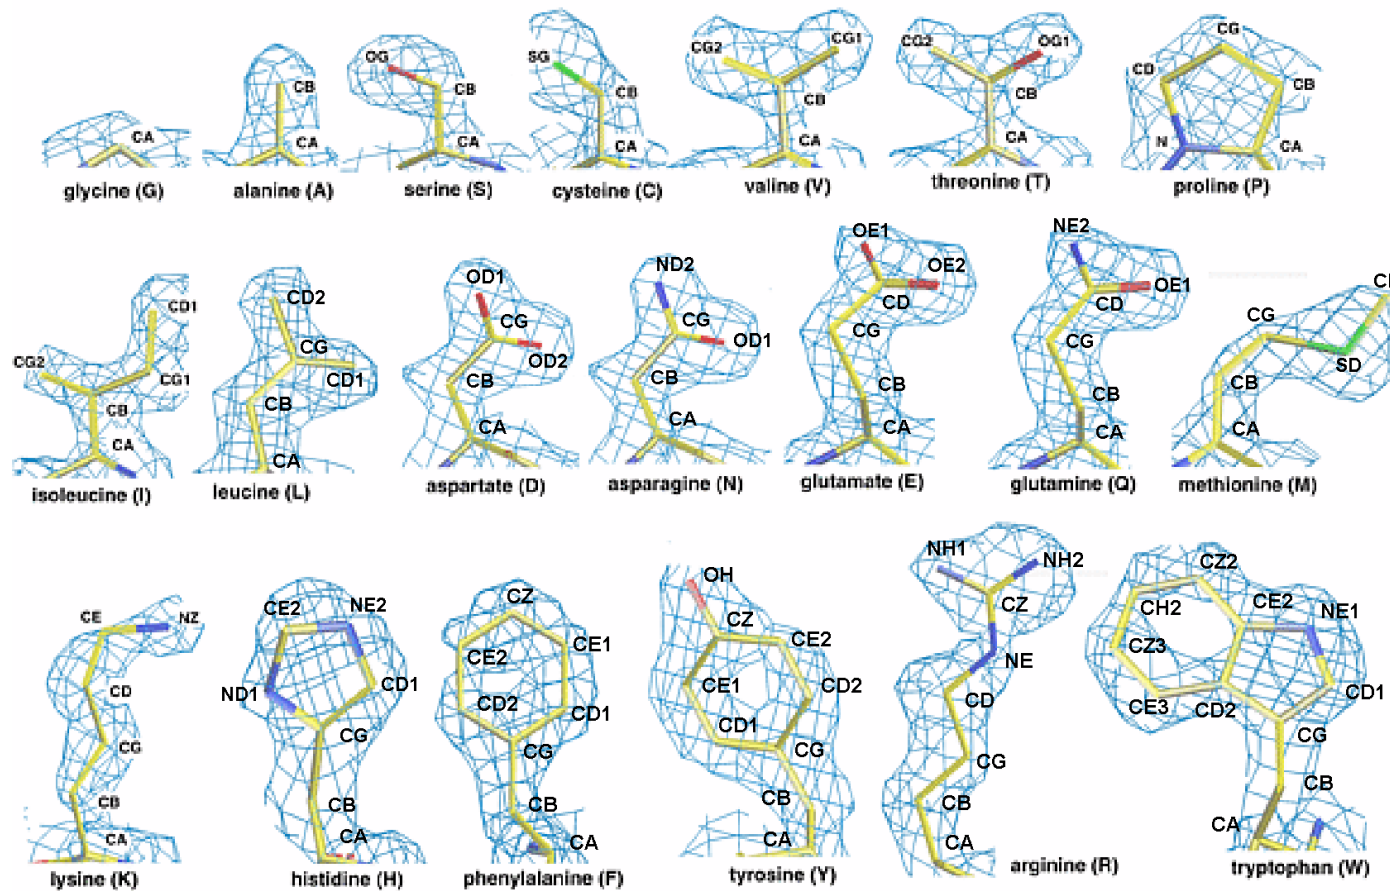 CA
glycine (G)
CB
CA
alanine (A)
OG
CB
CA
serine (S)
SG
CB
CA
cysteine (C)
CG2
CG1
CB
CA
valine (V)
CG2
OG1
CB
CA
threonine (T)
CG
CD
CB
N
CA
proline (P)
CD1
CG2
CG1
CB
CA
isoleucine (I)
CD2
CG
CD1
CB
CA
leucine (L)
OD1
CG
OD2
CB
CA
aspartate (D)
ND2
CG
OD1
CB
CA
asparagine (N)
OE1
OE2
CD
CG
CB
CA
glutamate (E)
NE2
OE1
CD
CG
CB
CA
glutamine (Q)
CG
SD
CB
CA
methionine (M)
CE
NZ
CD
CG
CB
CA
lysine (K)
CE2
NE2
ND1
CD1
CG
CB
CA
histidine (H)
CZ
CE1
CE2
CD2
CD1
CG
CB
CA
phenylalanine (F)
OH
CZ
CE2
CE1
CD2
CD1
CG
CB
CA
tyrosine (Y)
NH1
NH2
CZ
NE
CD
CG
CB
CA
arginine (R)
CZ2
CH2
CE2
NE1
CZ3
CE3
CD2
CD1
CG
CB
CA
tryptophan (W)